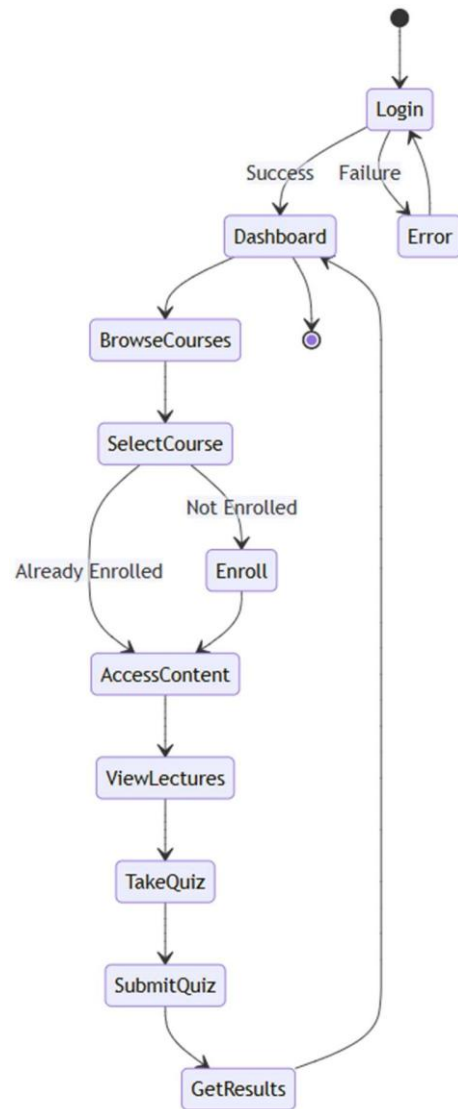 Login
Success
Failure
Dashboard
Error
BrowseCourses
SelectCourse
Not Enrolled
Already Enrolled
Enroll
AccessContent
ViewLectures
TakeQuiz
SubmitQuiz
GetResults